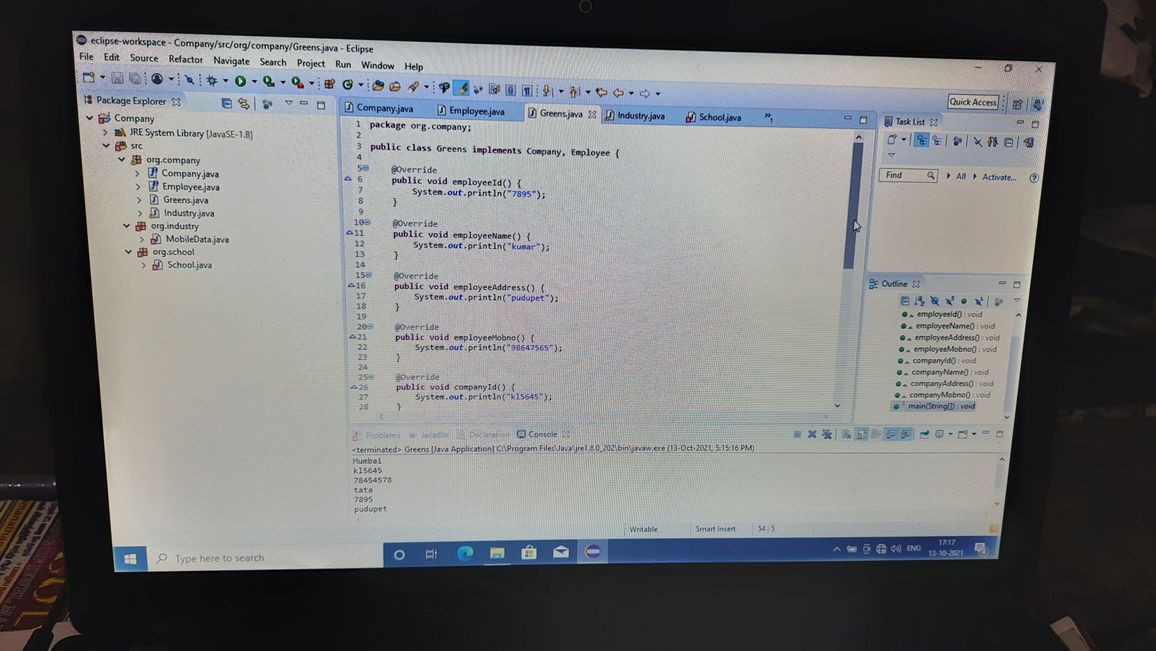 eclipse-workspace - Company/src/org/company/Greens.java - Eclipse
File Edit Source Refactor Navigate Search Project Run Window Help
Quick Access
Package Explorer
Company
JRE System Library [JavaSE-1.8]
src
org.company
Company.java
Employee.java
Greens.java
Industry.java
org.industry
MobileData.java
org.school
School.java
Company.java Employee.java Greens.java Industry.java School.java »1
1 package org.company;
2
3 public class Greens implements Company, Employee {
4
5 @Override
6 public void employeeId() {
7 System.out.println("7895");
8 }
9
10 @Override
11 public void employeeName() {
12 System.out.println("kumar");
13 }
14
15 @Override
16 public void employeeAddress() {
17 System.out.println("pudupet");
18 }
19
20 @Override
21 public void employeeMobno() {
22 System.out.println("98647565");
23 }
24
25 @Override
26 public void companyId() {
27 System.out.println("kl5645");
28 }
Task List
Find All Activate...
Outline
employeeId() : void
employeeName() : void
employeeAddress() : void
employeeMobno() : void
companyId() : void
companyName() : void
companyAddress() : void
companyMobno() : void
main(String[]) : void
Problems Javadoc Declaration Console
<terminated> Greens [Java Application] C:\Program Files\Java\jre1.8.0_202\bin\javaw.exe (13-Oct-2021, 5:15:16 PM)
Mumbai
kl5645
78454578
tata
7895
pudupet
Writable Smart Insert 54 : 5
Type here to search
ENG
17:17
13-10-2021